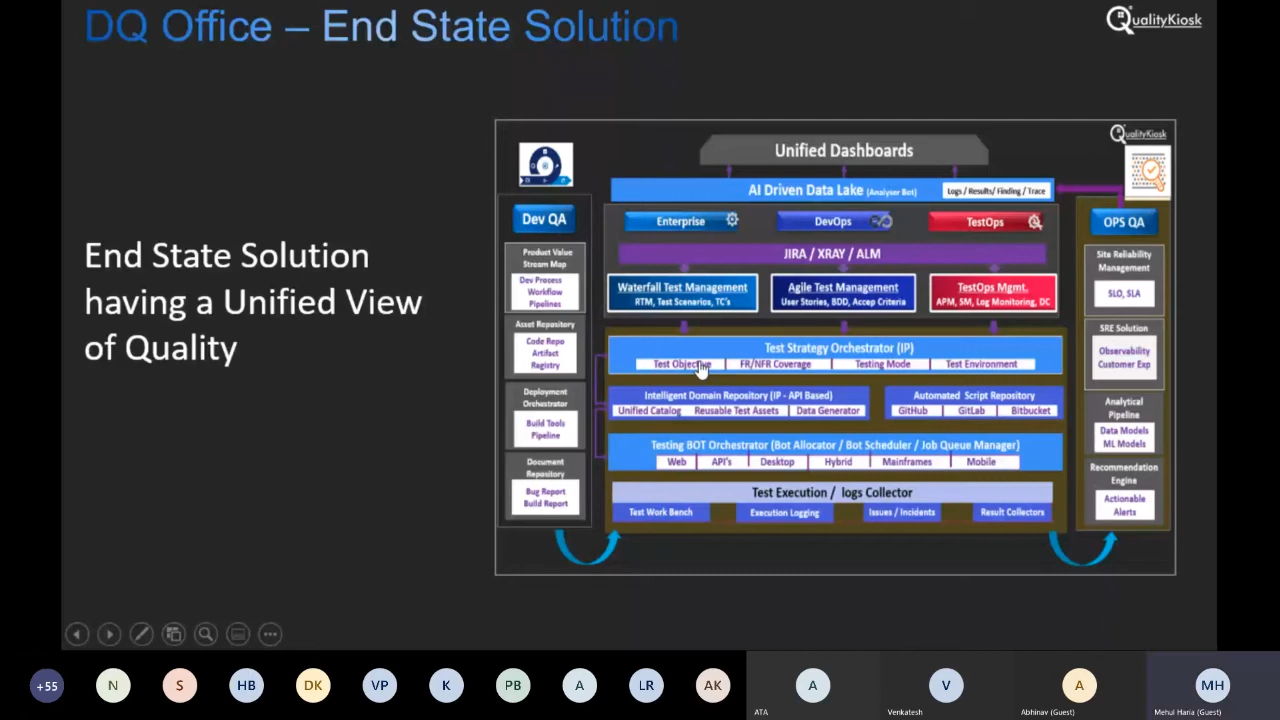 DQ Office – End State Solution
QualityKiosk
End State Solution
having a Unified View
of Quality
QualityKiosk
Unified Dashboards
AI Driven Data Lake (Analyser Bot)
Logs / Results/ Finding / Trace
Dev QA
Product Value
Stream Map
Dev Process
Workflow
Pipelines
Asset Repository
Code Repo
Artifact
Registry
Deployment
Orchestrator
Build Tools
Pipeline
Document
Repository
Bug Report
Build Report
Enterprise
DevOps
TestOps
JIRA / XRAY / ALM
Waterfall Test Management
RTM, Test Scenarios, TC's
Agile Test Management
User Stories, BDD, Accep Criteria
TestOps Mgmt.
APM, SM, Log Monitoring, DC
Test Strategy Orchestrator (IP)
Test Objective
FR/NFR Coverage
Testing Mode
Test Environment
Intelligent Domain Repository (IP - API Based)
Unified Catalog
Reusable Test Assets
Data Generator
Automated Script Repository
GitHub
GitLab
Bitbucket
Testing BOT Orchestrator (Bot Allocator / Bot Scheduler / Job Queue Manager)
Web
API's
Desktop
Hybrid
Mainframes
Mobile
Test Execution / logs Collector
Test Work Bench
Execution Logging
Issues / Incidents
Result Collectors
OPS QA
Site Reliability
Management
SLO, SLA
SRE Solution
Observability
Customer Exp
Analytical
Pipeline
Data Models
ML Models
Recommendation
Engine
Actionable
Alerts
+55
N
S
HB
DK
VP
K
PB
A
LR
AK
A
ATA
V
Venkatesh
A
Abhinav (Guest)
MH
Mehul Haria (Guest)